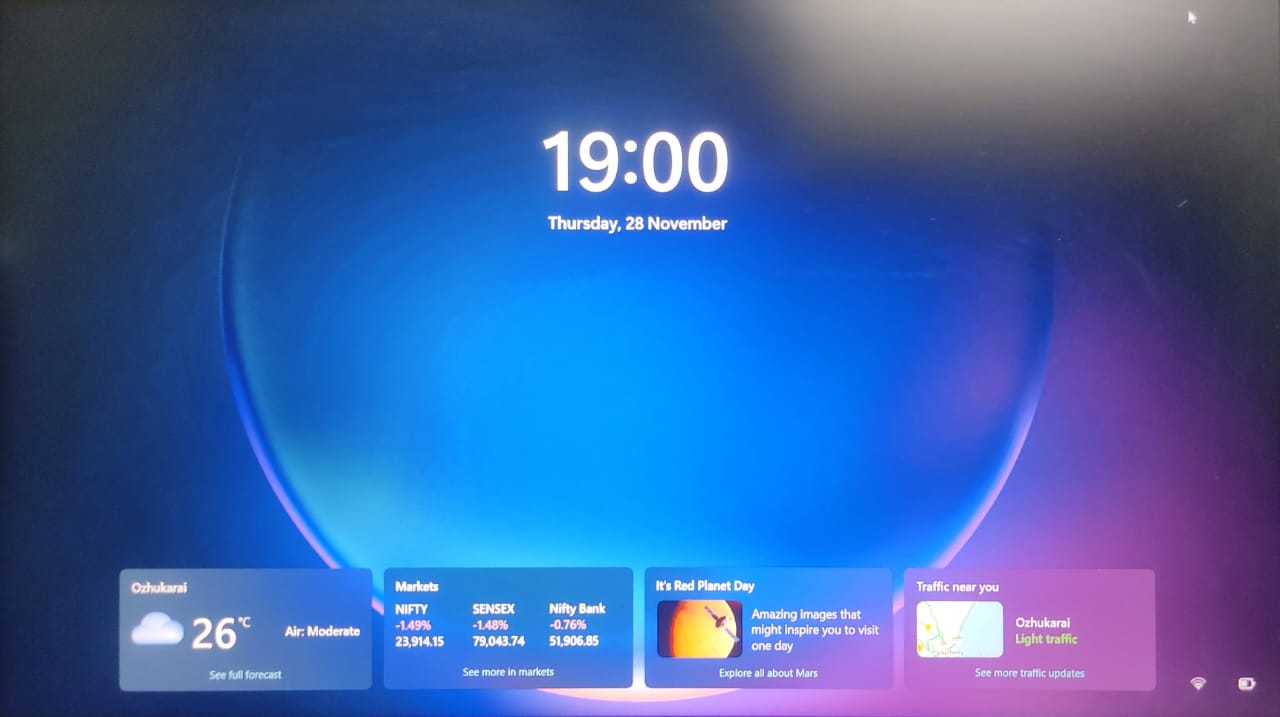 19:00
Thursday, 28 November
Ozhukarai
26°C
Air: Moderate
See full forecast
Markets
NIFTY SENSEX Nifty Bank
-1.49% -1.48% -0.76%
23,914.15 79,043.74 51,906.85
See more in markets
It's Red Planet Day
Amazing images that
might inspire you to visit
one day
Explore all about Mars
Traffic near you
Ozhukarai
Light traffic
See more traffic updates